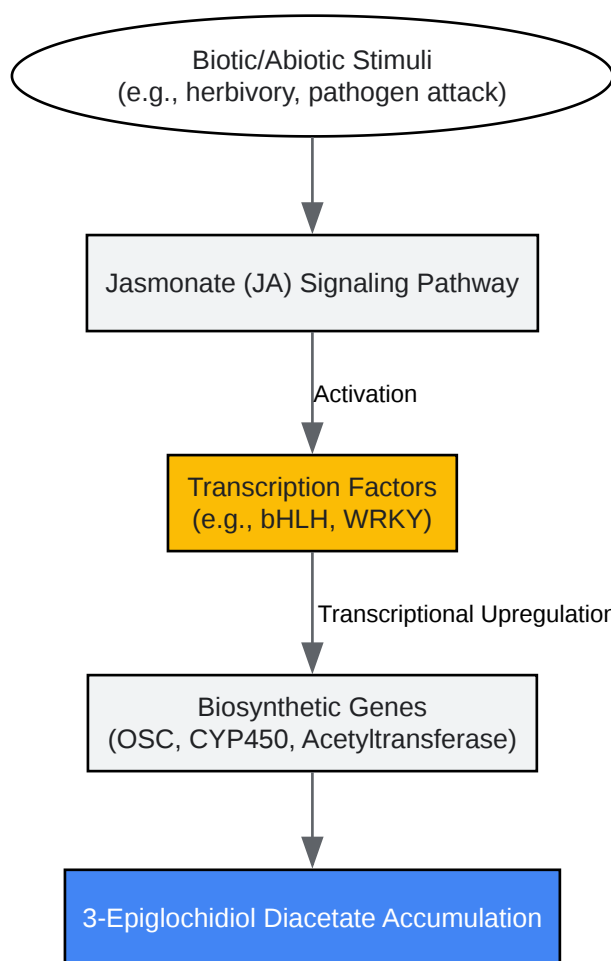 Biotic/Abiotic Stimuli
(e.g., herbivory, pathogen attack)
Jasmonate (JA) Signaling Pathway
Activation
Transcription Factors
(e.g., bHLH, WRKY)
Transcriptional Upregulation
Biosynthetic Genes
(OSC, CYP450, Acetyltransferase)
3-Epiglochidiol Diacetate Accumulation